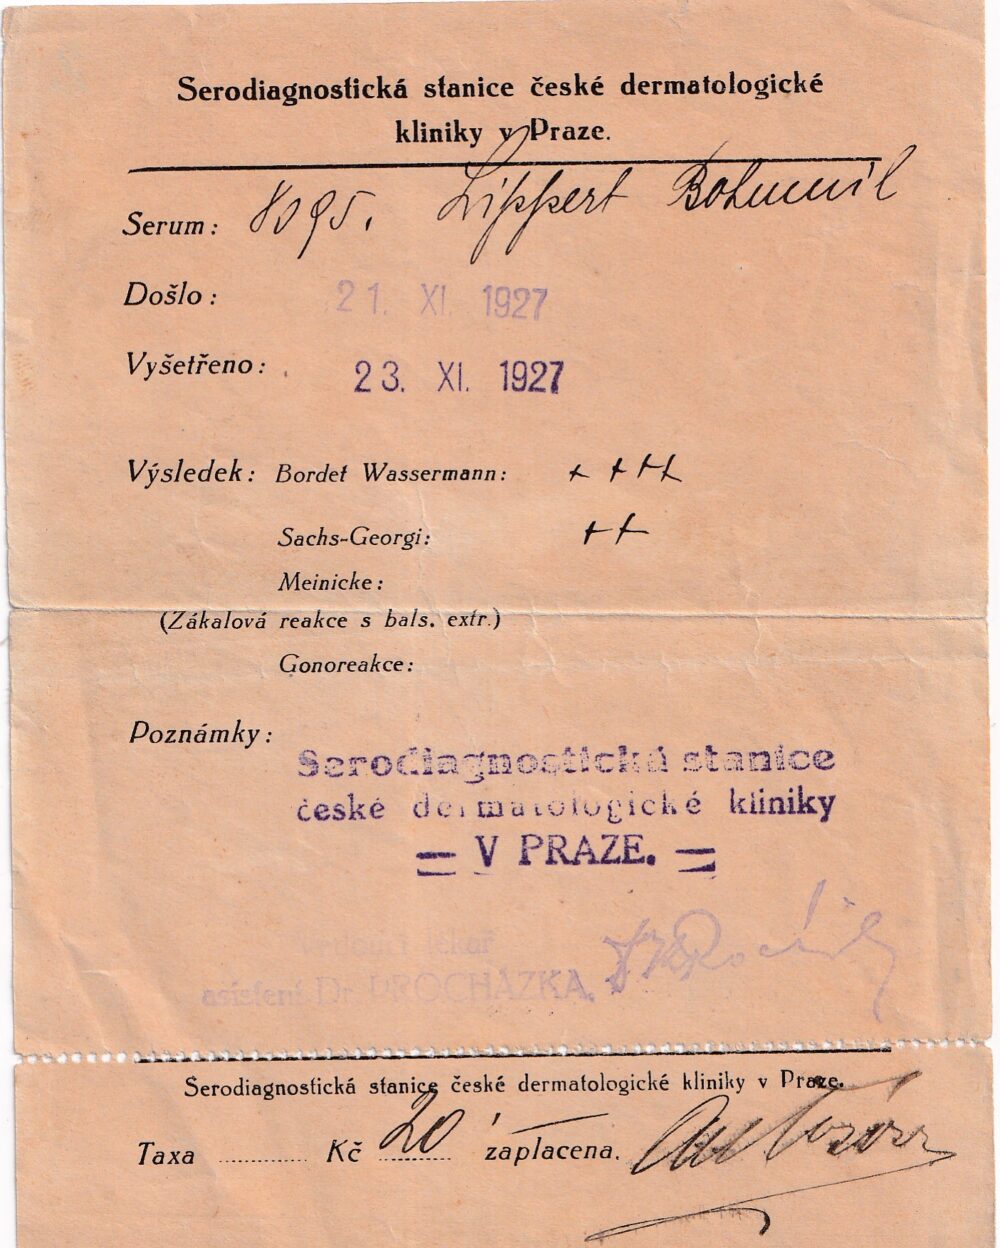 Serodiagnostická stanice české dermatologické
kliniky v Praze.
Serum: 8095. Lippert Bohumil
Došlo: 21. XI. 1927
Vyšetřeno: 23. XI. 1927
Výsledek: Bordet Wassermann: + + + +
Sachs-Georgi: + +
Meinicke:
(Zákalová reakce s bals. extr.)
Gonoreakce:
Poznámky:
Serodiagnostická stanice
české dermatologické kliniky
= V PRAZE. =
vedoucí lékař
asistent Dr. PROCHÁZKA.
Serodiagnostická stanice české dermatologické kliniky v Praze.
Taxa ............ Kč 20 zaplacena.